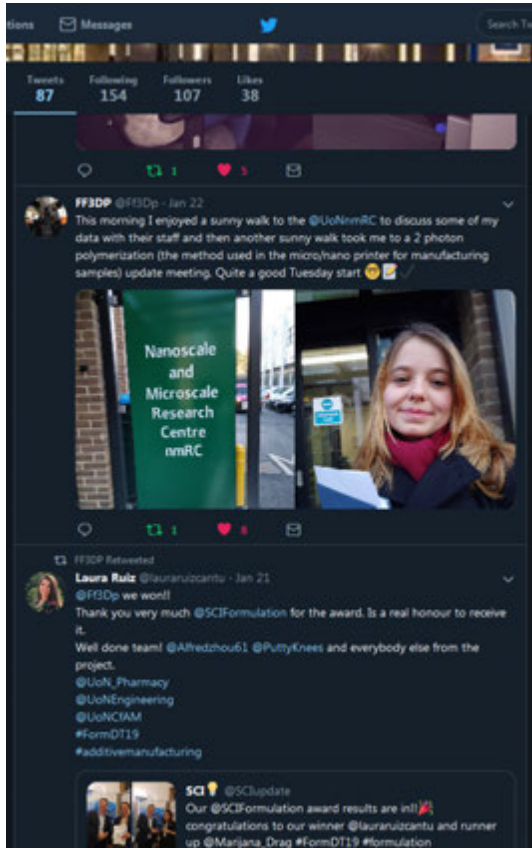 Messages
Tweets Following Followers Likes
87 154 107 38
1 5
FF3DP @Ff3Dp · Jan 22
This morning I enjoyed a sunny walk to the @UoNnmRC to discuss some of my
data with their staff and then another sunny walk took me to a 2 photon
polymerization (the method used in the micro/nano printer for manufacturing
samples) update meeting. Quite a good Tuesday start
Nanoscale
and
Microscale
Research
Centre
nmRC
1 8
FF3DP Retweeted
Laura Ruiz @lauraruizcantu · Jan 21
@Ff3Dp we won!!
Thank you very much @SCIFormulation for the award. Is a real honour to receive
it.
Well done team! @Alfredzhou61 @PuttyKnees and everybody else from the
project.
@UoN_Pharmacy
@UoNEngineering
@UoNCfAM
#FormDT19
#additivemanufacturing
SCI @SCIupdate
Our @SCIFormulation award results are in!!
congratulations to our winner @lauraruizcantu and runner
up @Marijana_Drag #FormDT19 #formulation